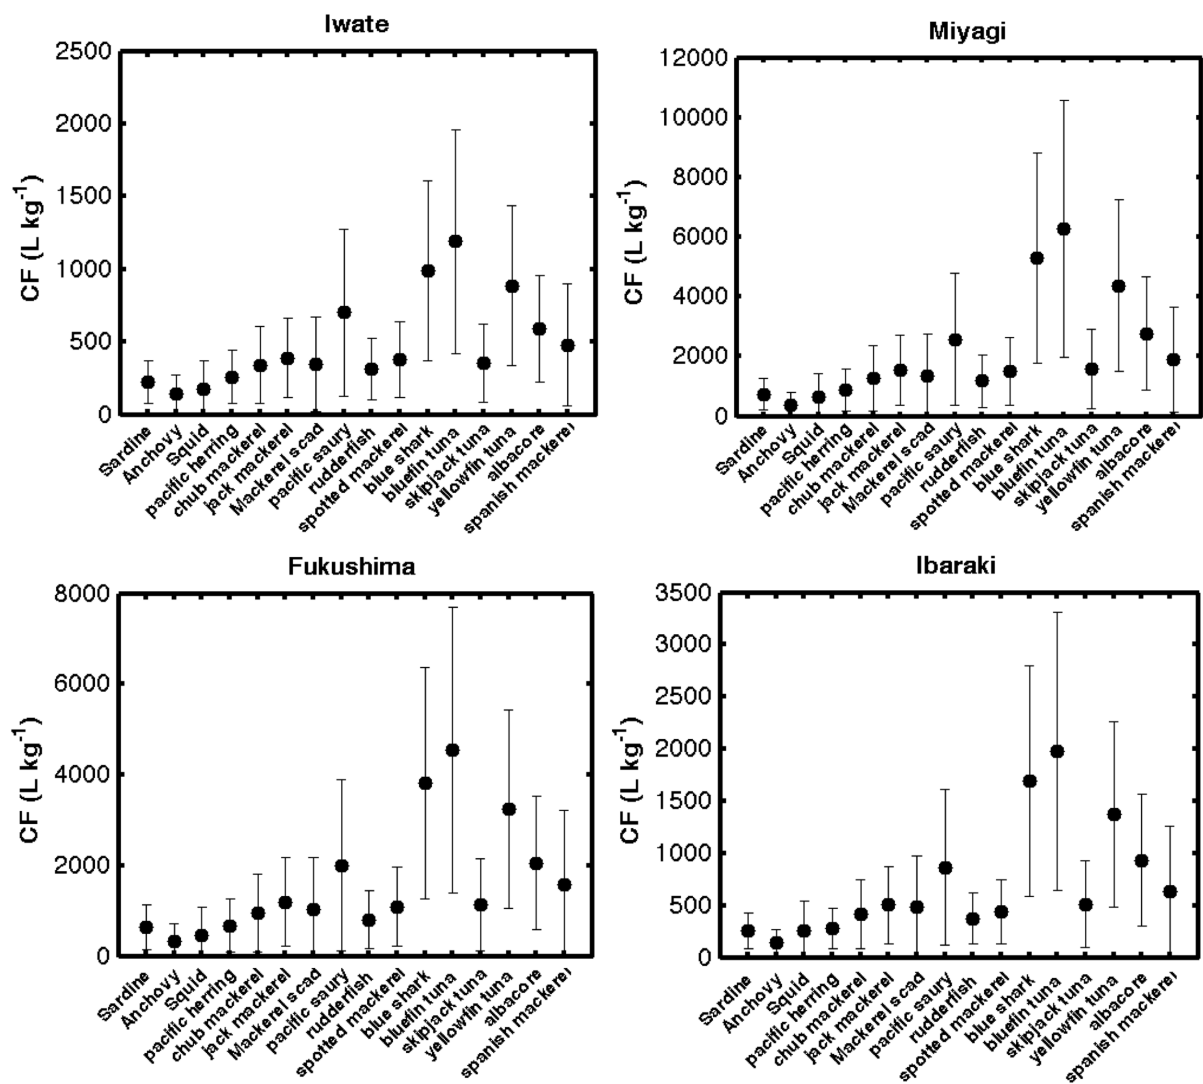 Iwate
2500
2000
1500
1000
500
0
CF (L kg-1)
Sardine
Anchovy
Squid
pacific herring
chub mackerel
jack mackerel
Mackerel scad
pacific saury
rudderfish
spotted mackerel
blue shark
bluefin tuna
skipjack tuna
yellowfin tuna
albacore
spanish mackerel
Miyagi
12000
10000
8000
6000
4000
2000
0
CF (L kg-1)
Sardine
Anchovy
Squid
pacific herring
chub mackerel
jack mackerel
Mackerel scad
pacific saury
rudderfish
spotted mackerel
blue shark
bluefin tuna
skipjack tuna
yellowfin tuna
albacore
spanish mackerel
Fukushima
8000
6000
4000
2000
0
CF (L kg-1)
Sardine
Anchovy
Squid
pacific herring
chub mackerel
jack mackerel
Mackerel scad
pacific saury
rudderfish
spotted mackerel
blue shark
bluefin tuna
skipjack tuna
yellowfin tuna
albacore
spanish mackerel
Ibaraki
3500
3000
2500
2000
1500
1000
500
0
CF (L kg-1)
Sardine
Anchovy
Squid
pacific herring
chub mackerel
jack mackerel
Mackerel scad
pacific saury
rudderfish
spotted mackerel
blue shark
bluefin tuna
skipjack tuna
yellowfin tuna
albacore
spanish mackerel